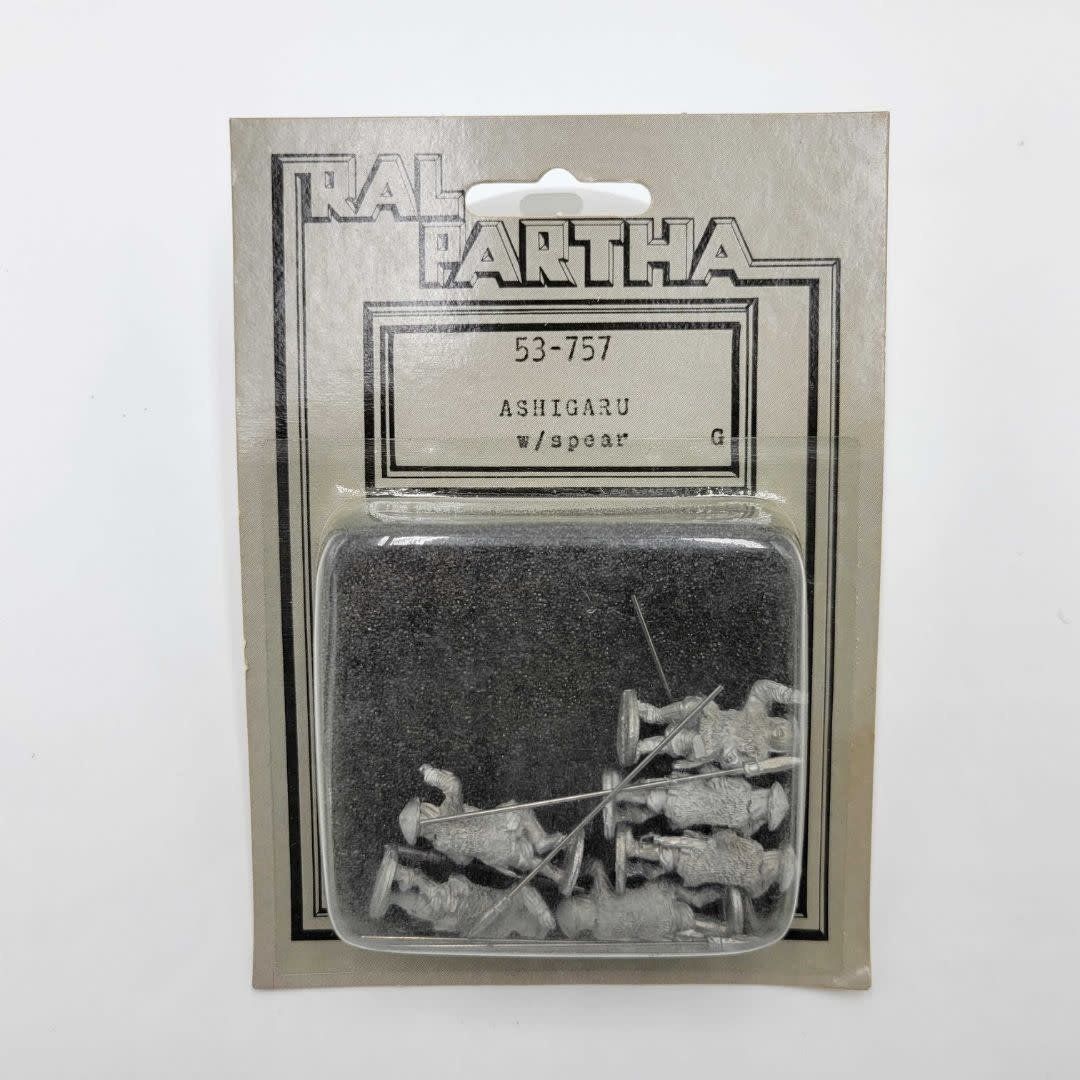 RAL
PARTHA
53-757
ASHIGARU
w/spear G